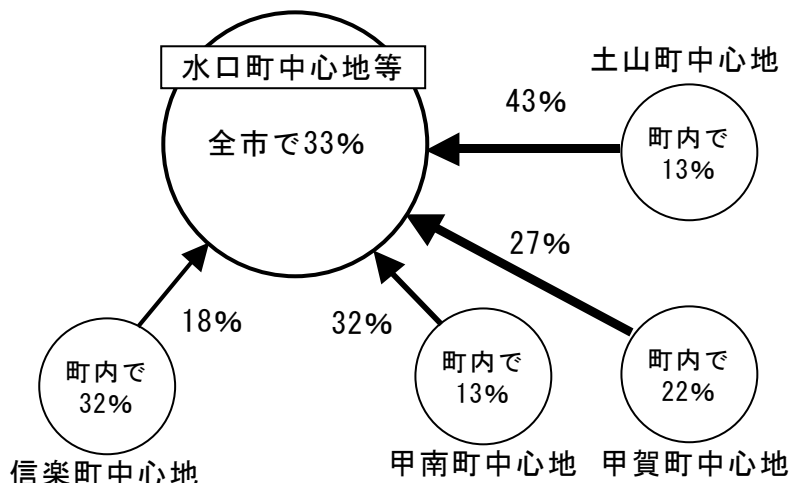 水口町中心地等
全市で33%
土山町中心地
43%
町内で
13%
27%
18%
32%
町内で
32%
信楽町中心地
町内で
13%
甲南町中心地
町内で
22%
甲賀町中心地